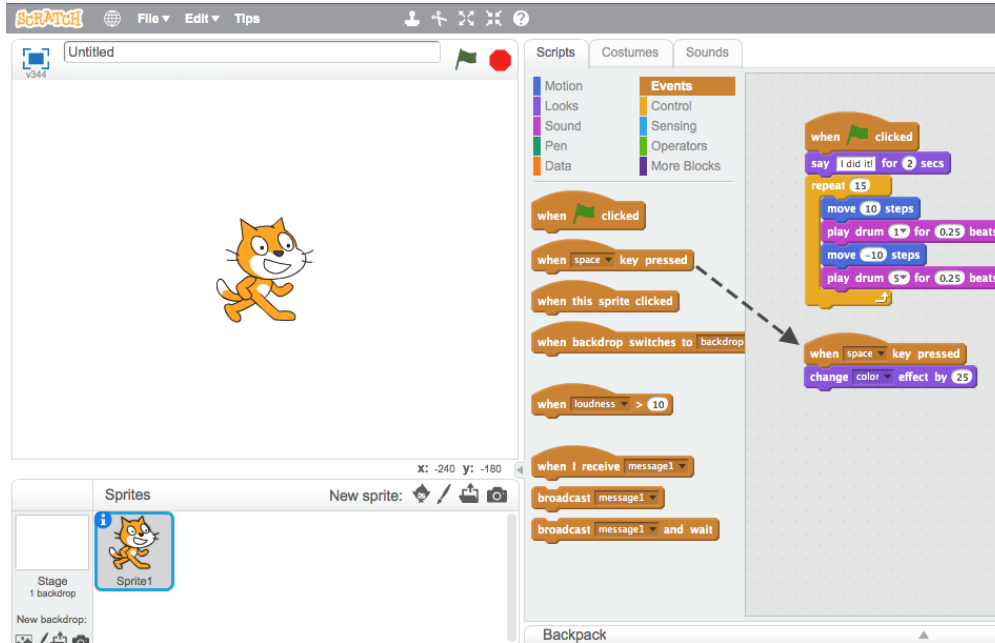 SCRATCH File Edit Tips
v344
Untitled
Scripts Costumes Sounds
Motion
Looks
Sound
Pen
Data
Events
Control
Sensing
Operators
More Blocks
when clicked
when space key pressed
when this sprite clicked
when backdrop switches to backdrop
when loudness > 10
when I receive message1
broadcast message1
broadcast message1 and wait
when clicked
say I did it! for 2 secs
repeat 15
move 10 steps
play drum 1 for 0.25 beats
move -10 steps
play drum 5 for 0.25 beats
when space key pressed
change color effect by 25
X: -240 y: -180
Sprites New sprite:
Stage
1 backdrop
New backdrop:
i
Sprite1
Backpack